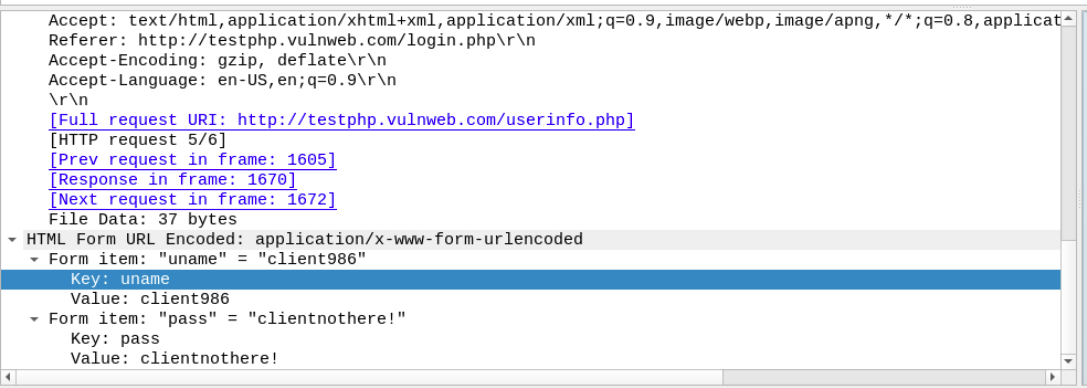 Accept: text/html,application/xhtml+xml,application/xml;q=0.9,image/webp,image/apng,*/*;q=0.8,applicat
Referer: http://testphp.vulnweb.com/login.php\r\n
Accept-Encoding: gzip, deflate\r\n
Accept-Language: en-US,en;q=0.9\r\n
\r\n
[Full request URI: http://testphp.vulnweb.com/userinfo.php]
[HTTP request 5/6]
[Prev request in frame: 1605]
[Response in frame: 1670]
[Next request in frame: 1672]
File Data: 37 bytes
HTML Form URL Encoded: application/x-www-form-urlencoded
Form item: "uname" = "client986"
Key: uname
Value: client986
Form item: "pass" = "clientnothere!"
Key: pass
Value: clientnothere!